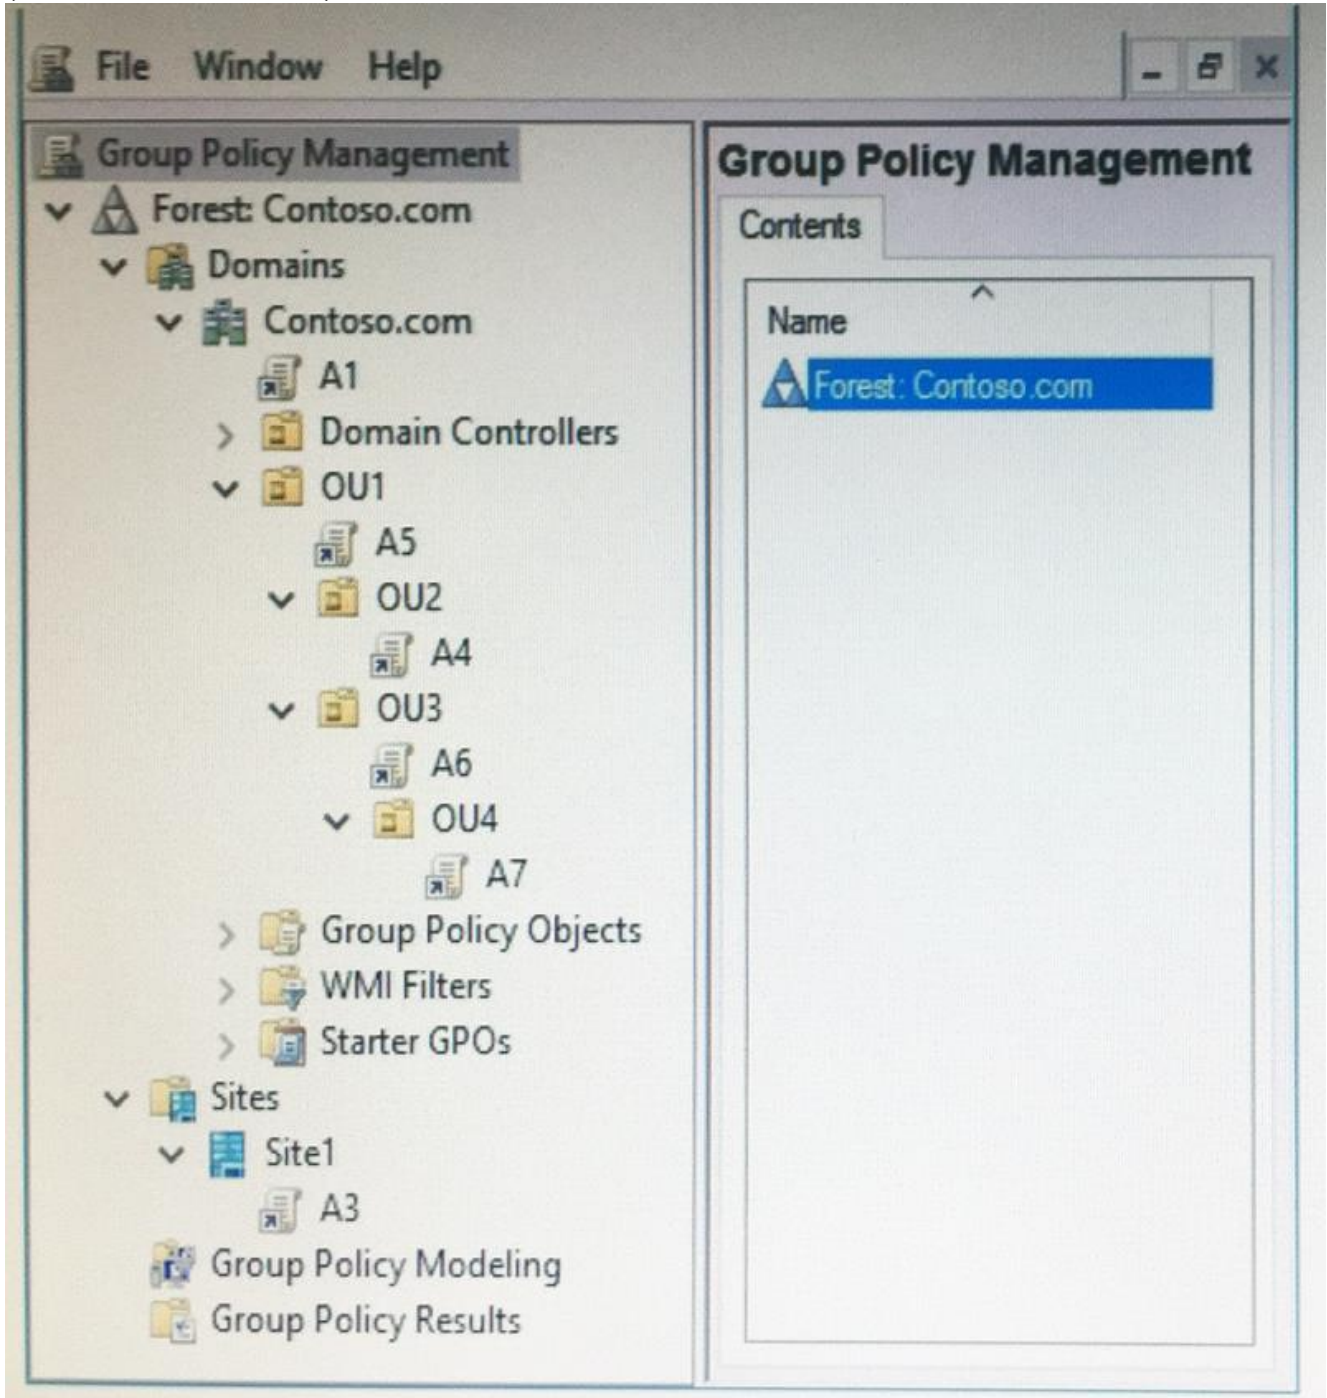 File Window Help
Group Policy Management
Forest: Contoso.com
Domains
Contoso.com
A1
Domain Controllers
OU1
A5
OU2
A4
OU3
A6
OU4
A7
Group Policy Objects
WMI Filters
Starter GPOs
Sites
Site1
A3
Group Policy Modeling
Group Policy Results
Group Policy Management
Contents
Name
Forest: Contoso.com